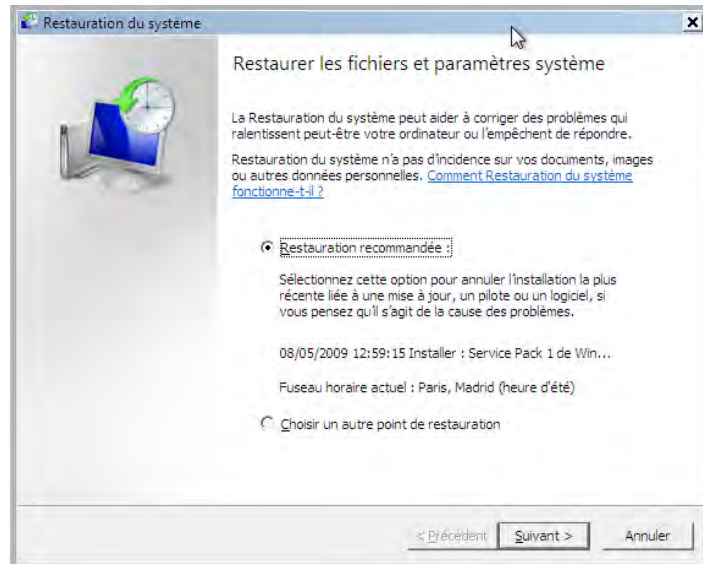 Restauration du système
Restaurer les fichiers et paramètres système
La Restauration du système peut aider à corriger des problèmes qui
ralentissent peut-être votre ordinateur ou l'empêchent de répondre.
Restauration du système n'a pas d'incidence sur vos documents, images
ou autres données personnelles. Comment Restauration du système
fonctionne-t-il ?
Restauration recommandée :
Sélectionnez cette option pour annuler l'installation la plus
récente liée à une mise à jour, un pilote ou un logiciel, si
vous pensez qu'il s'agit de la cause des problèmes.
08/05/2009 12:59:15 Installer : Service Pack 1 de Win...
Fuseau horaire actuel : Paris, Madrid (heure d'été)
Choisir un autre point de restauration
< Précédent Suivant > Annuler